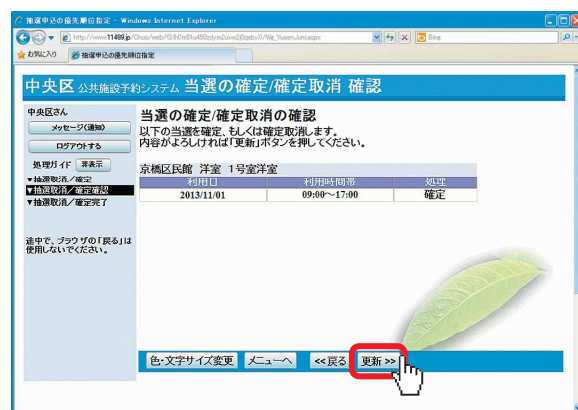 抽選申込の優先順位指定 - Windows Internet Explorer
Bing
お気に入り 抽選申込の優先順位指定
中央区 公共施設予約システム 当選の確定/確定取消 確認
中央区さん
メッセージ(通知)
ログアウトする
処理ガイド 非表示
▼抽選取消/確定
▼抽選取消/確定確認
▼抽選取消/確定完了
途中で、ブラウザの「戻る」は
使用しないでください。
当選の確定/確定取消の確認
以下の当選を確定、もしくは確定取消します。
内容がよろしければ「更新」ボタンを押してください。
京橋区民館 洋室 1号室洋室
利用日 利用時間帯 処理
2013/11/01 09:00～17:00 確定
色・文字サイズ変更 メニューへ <<戻る 更新 >>